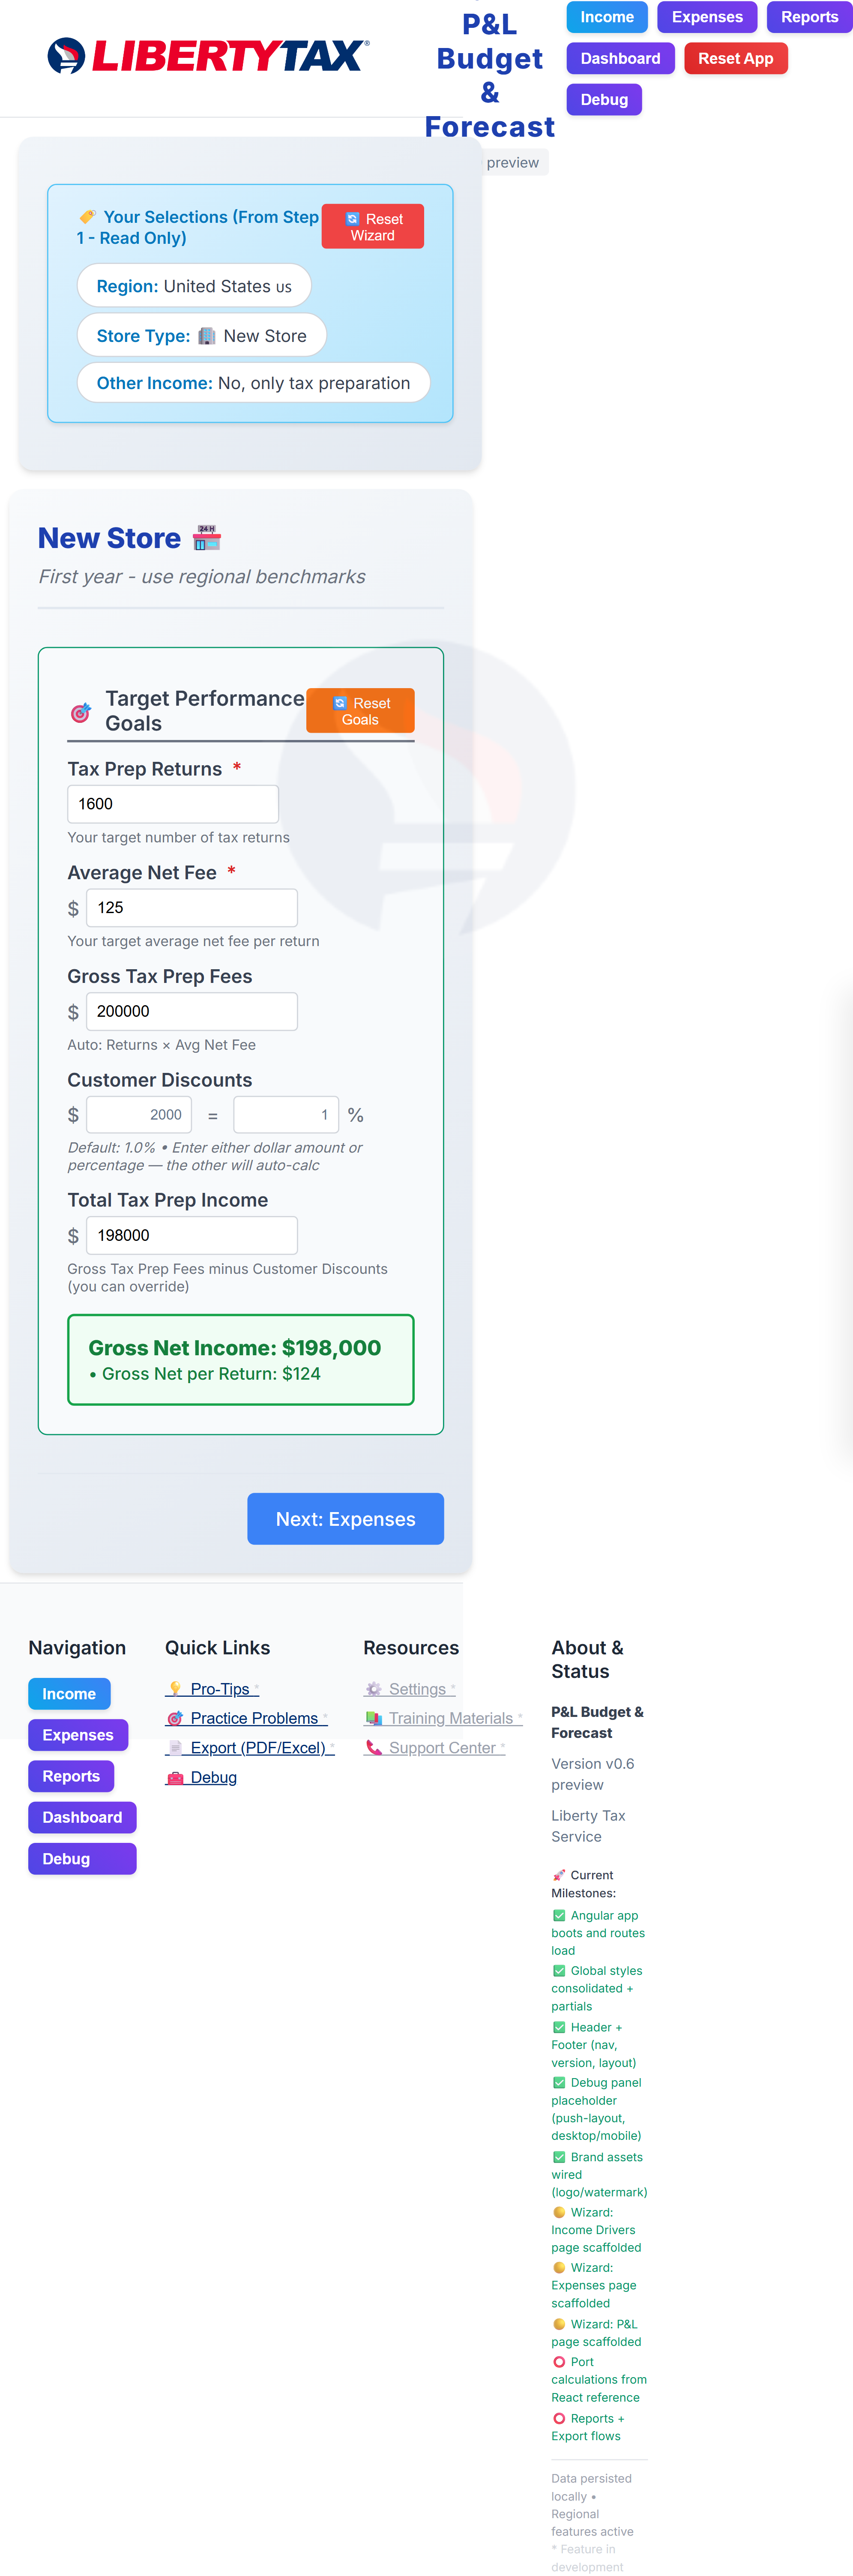 LIBERTYTAX®
P&L
Budget
&
Forecast
preview
Income
Expenses
Reports
Dashboard
Reset App
Debug
🏷️ Your Selections (From Step
1 - Read Only)
🔄 Reset
Wizard
Region: United States US
Store Type: 🏢 New Store
Other Income: No, only tax preparation
New Store 🏪
First year - use regional benchmarks
🎯 Target Performance
Goals
🔄 Reset
Goals
Tax Prep Returns *
1600
Your target number of tax returns
Average Net Fee *
$ 125
Your target average net fee per return
Gross Tax Prep Fees
$ 200000
Auto: Returns × Avg Net Fee
Customer Discounts
$ 2000 = 1 %
Default: 1.0% • Enter either dollar amount or
percentage — the other will auto-calc
Total Tax Prep Income
$ 198000
Gross Tax Prep Fees minus Customer Discounts
(you can override)
Gross Net Income: $198,000
• Gross Net per Return: $124
Next: Expenses
Navigation
Income
Expenses
Reports
Dashboard
Debug
Quick Links
💡 Pro-Tips *
🎯 Practice Problems *
📄 Export (PDF/Excel) *
🧰 Debug
Resources
⚙️ Settings *
📚 Training Materials *
📞 Support Center *
About &
Status
P&L Budget &
Forecast
Version v0.6
preview
Liberty Tax
Service
🚀 Current
Milestones:
✅ Angular app
boots and routes
load
✅ Global styles
consolidated +
partials
✅ Header +
Footer (nav,
version, layout)
✅ Debug panel
placeholder
(push-layout,
desktop/mobile)
✅ Brand assets
wired
(logo/watermark)
🟡 Wizard:
Income Drivers
page scaffolded
🟡 Wizard:
Expenses page
scaffolded
🟡 Wizard: P&L
page scaffolded
⭕ Port
calculations from
React reference
⭕ Reports +
Export flows
Data persisted
locally •
Regional
features active
* Feature in
development